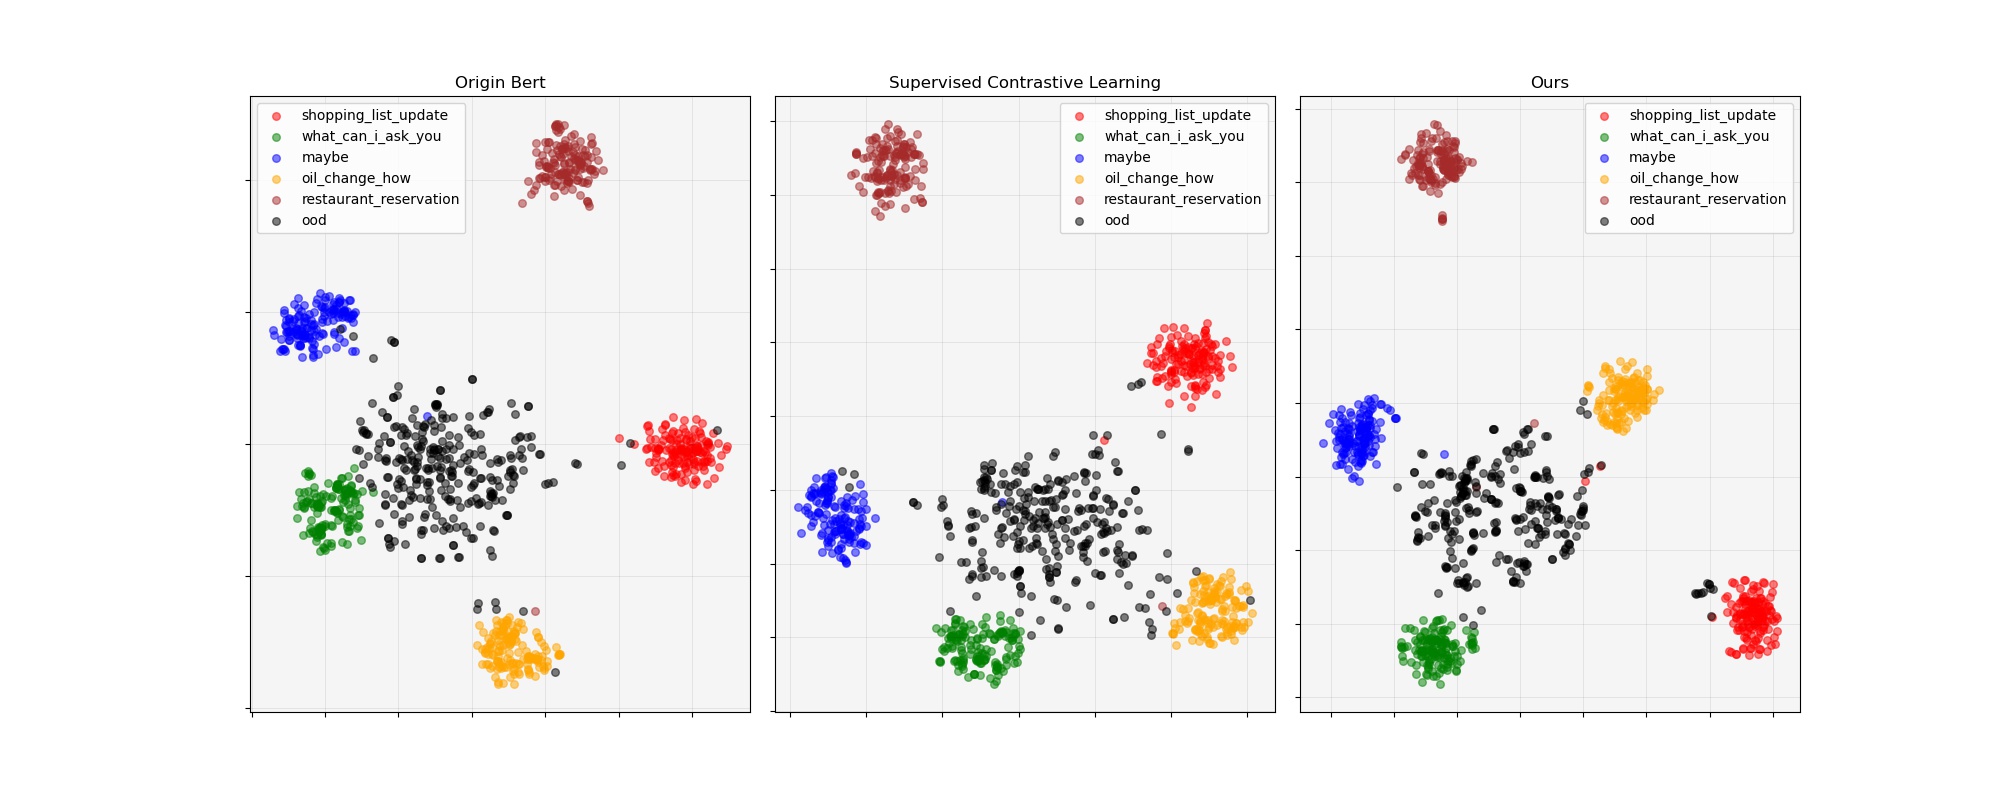 Origin Bert
shopping_list_update
what_can_i_ask_you
maybe
oil_change_how
restaurant_reservation
ood
Supervised Contrastive Learning
shopping_list_update
what_can_i_ask_you
maybe
oil_change_how
restaurant_reservation
ood
Ours
shopping_list_update
what_can_i_ask_you
maybe
oil_change_how
restaurant_reservation
ood